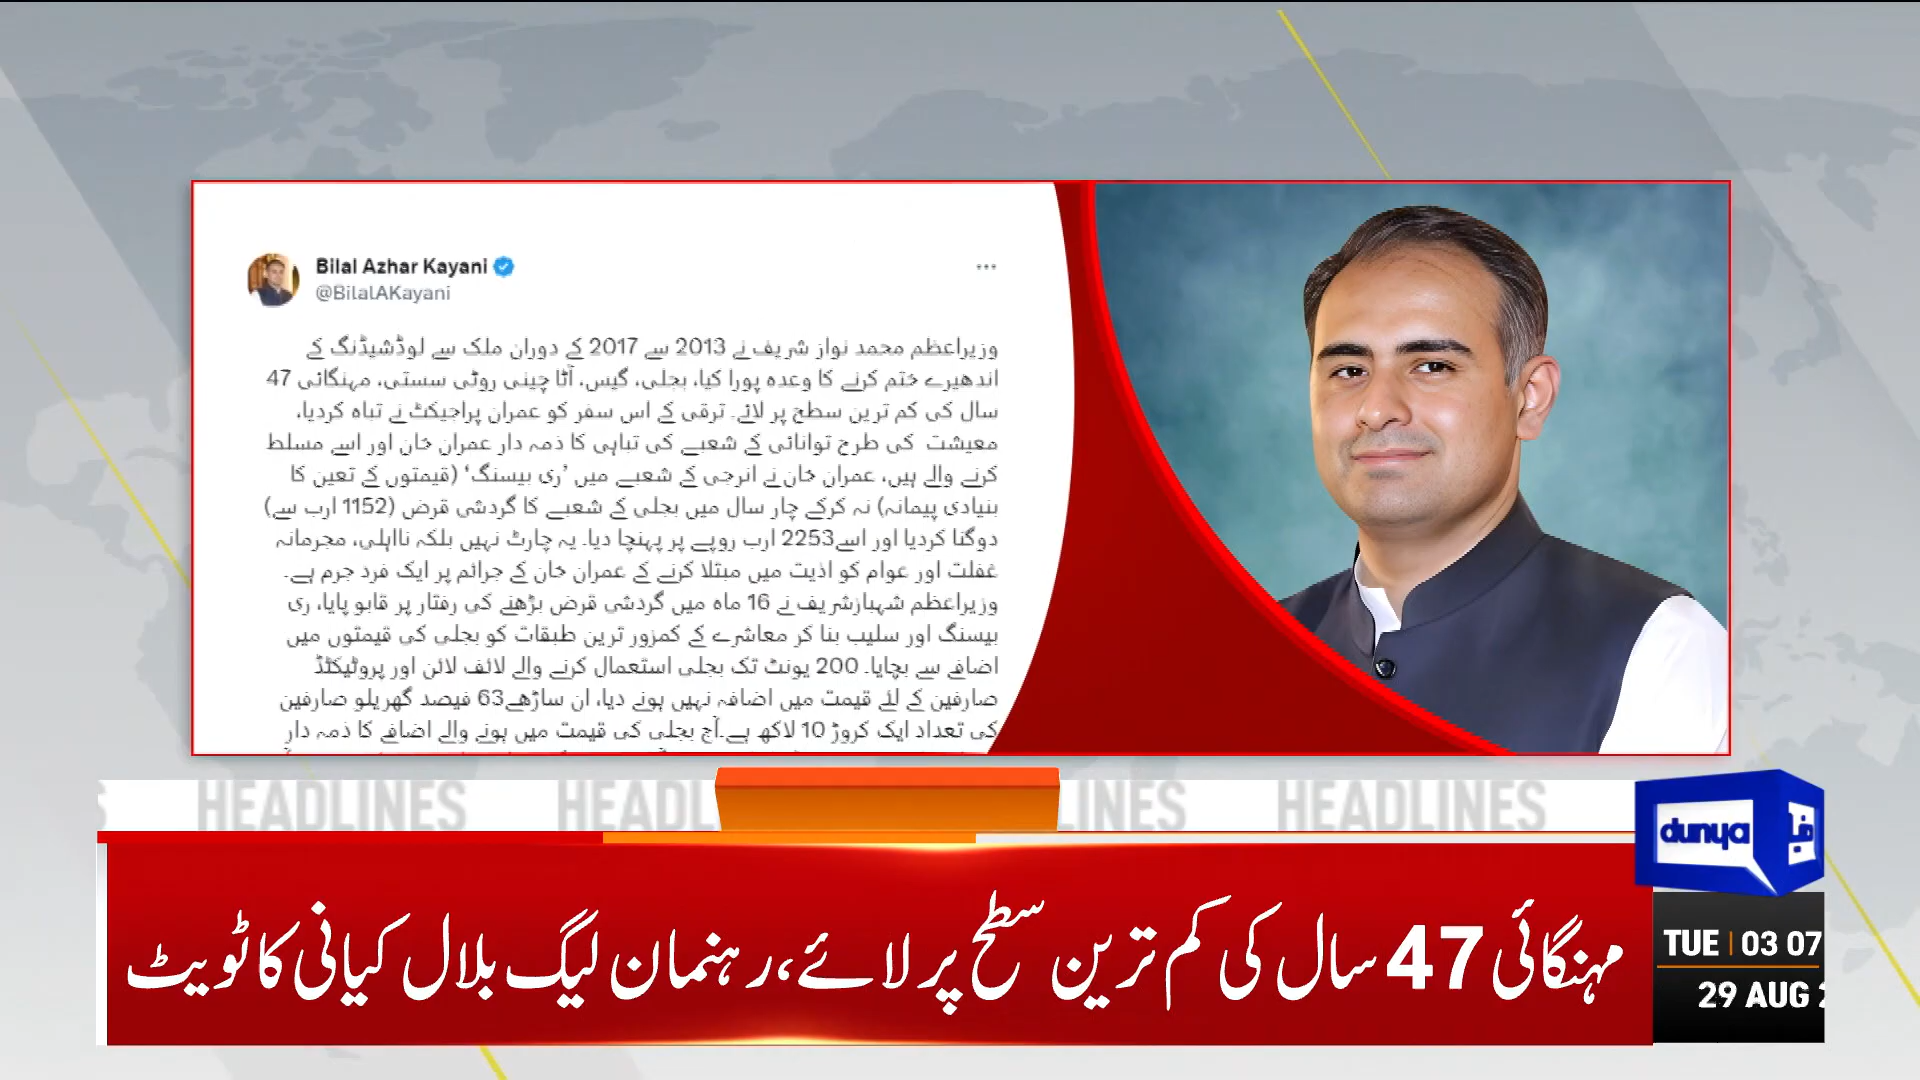 Bilal Azhar Kayani
@BilalAKayani
وزیراعظم محمد نواز شریف نے 2013 سے 2017 کے دوران ملک سے لوڈشیڈنگ کے
اندھیرے ختم کرنے کا وعدہ پورا کیا، بجلی، گیس، آٹا چینی روٹی سستی، مہنگائی 47
سال کی کم ترین سطح پر لائے۔ ترقی کے اس سفر کو عمران پراجیکٹ نے تباہ کردیا،
معیشت کی طرح توانائی کے شعبے کی تباہی کا ذمہ دار عمران خان اور اسے مسلط
کرنے والے ہیں، عمران خان نے انرجی کے شعبے میں ’ری بیسنگ‘ (قیمتوں کے تعین کا
بنیادی پیمانہ) نہ کرکے چار سال میں بجلی کے شعبے کا گردشی قرض (1152 ارب سے)
دوگنا کردیا اور اسے2253 ارب روپے پر پہنچا دیا۔ یہ چارٹ نہیں بلکہ نااہلی، مجرمانہ
غفلت اور عوام کو اذیت میں مبتلا کرنے کے عمران خان کے جرائم پر ایک فرد جرم ہے۔
وزیراعظم شہبازشریف نے 16 ماہ میں گردشی قرض بڑھنے کی رفتار پر قابو پایا، ری
بیسنگ اور سلیب بنا کر معاشرے کے کمزور ترین طبقات کو بجلی کی قیمتوں میں
اضافے سے بچایا۔ 200 یونٹ تک بجلی استعمال کرنے والے لائف لائن اور پروٹیکٹڈ
صارفین کے لئے قیمت میں اضافہ نہیں ہونے دیا، ان ساڑھے63 فیصد گھریلو صارفین
کی تعداد ایک کروڑ 10 لاکھ ہے۔آج بجلی کی قیمت میں ہونے والے اضافے کا ذمہ دار
HEADLINES HEADLINES HEADLINES
dunya
مہنگائی 47 سال کی کم ترین سطح پر لائے، رہنمان لیگ بلال کیانی کا ٹویٹ
TUE | 03 07
29 AUG